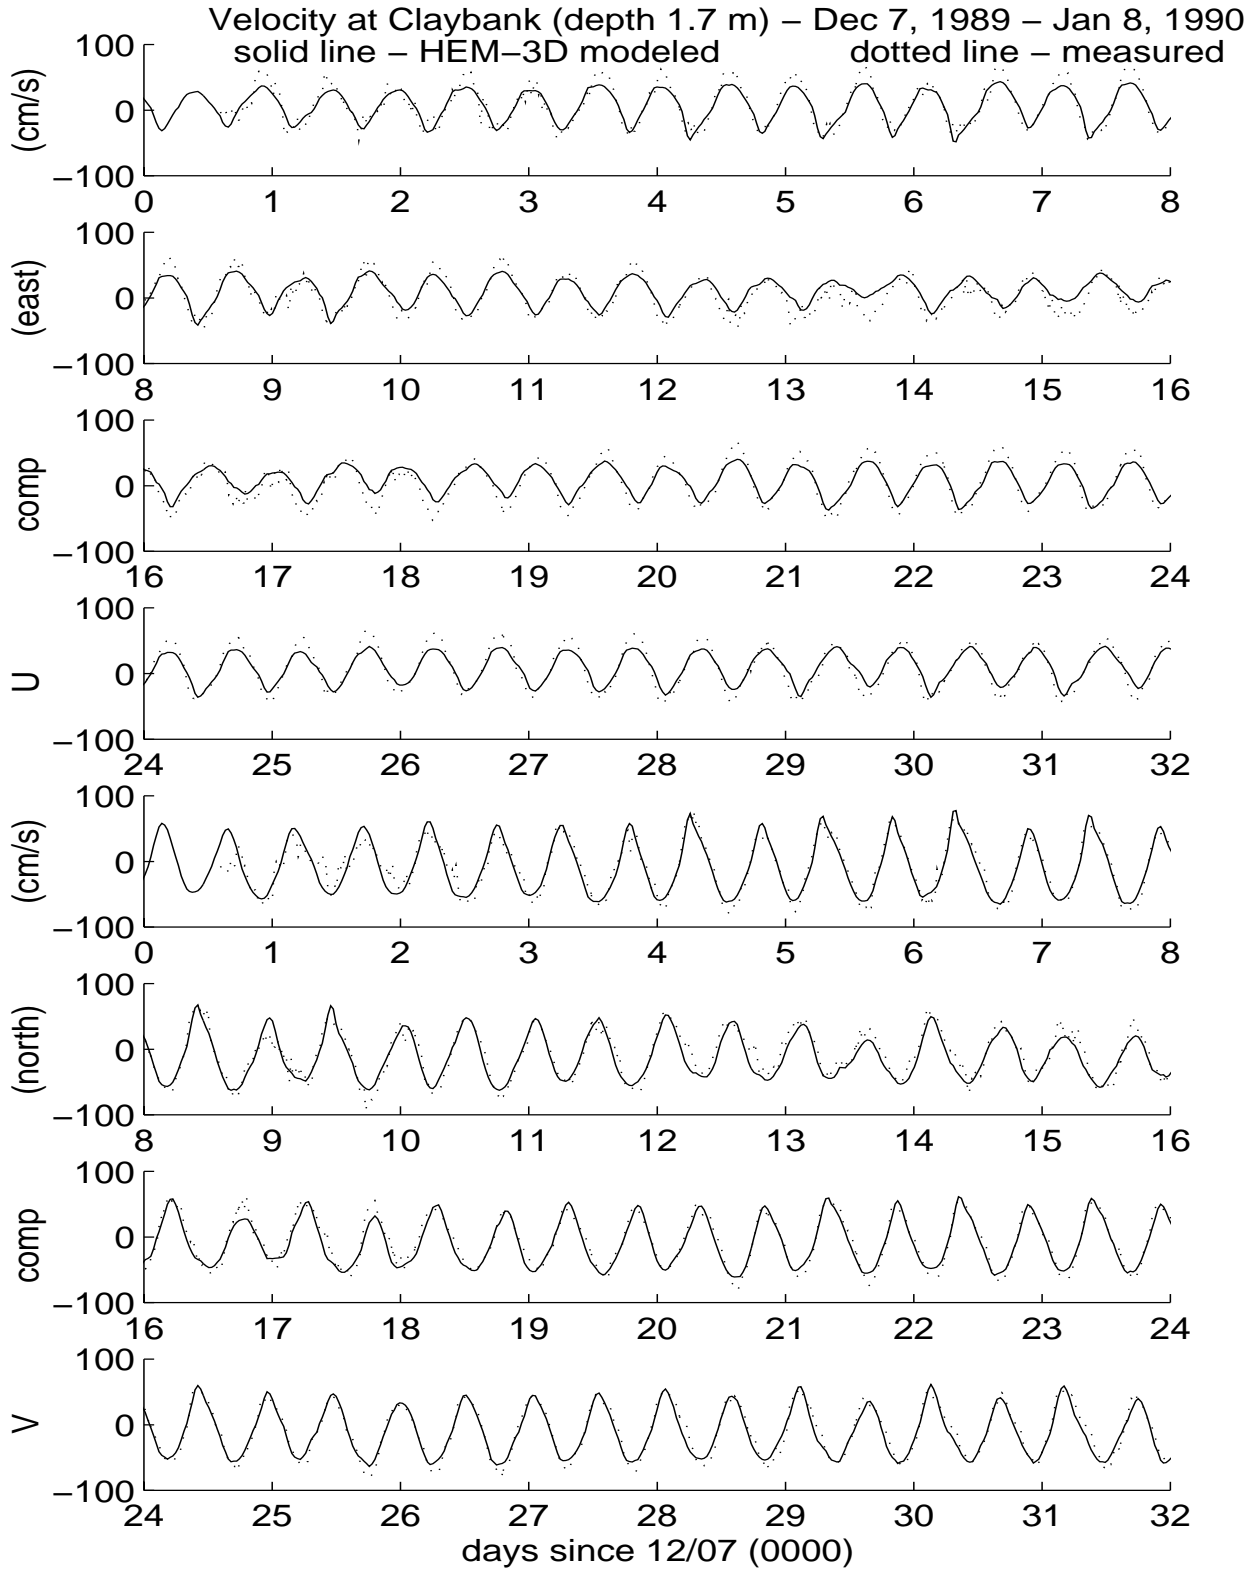 Velocity at Claybank (depth 1.7 m) – Dec 7, 1989 – Jan 8, 1990
solid line – HEM–3D modeled dotted line – measured
100
0
–100
(cm/s)
0 1 2 3 4 5 6 7 8
100
0
–100
(east)
8 9 10 11 12 13 14 15 16
100
0
–100
comp
16 17 18 19 20 21 22 23 24
100
0
–100
U
24 25 26 27 28 29 30 31 32
100
0
–100
(cm/s)
0 1 2 3 4 5 6 7 8
100
0
–100
(north)
8 9 10 11 12 13 14 15 16
100
0
–100
comp
16 17 18 19 20 21 22 23 24
100
0
–100
V
24 25 26 27 28 29 30 31 32
days since 12/07 (0000)